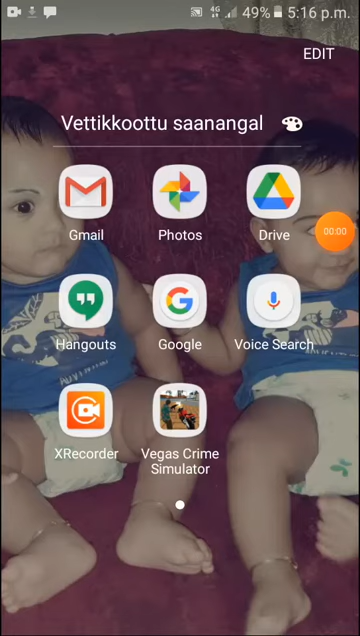 4G 49% 5:16 p.m.
EDIT
Vettikkoottu saanangal
Gmail Photos Drive
00:00
Hangouts Google Voice Search
XRecorder Vegas Crime
Simulator